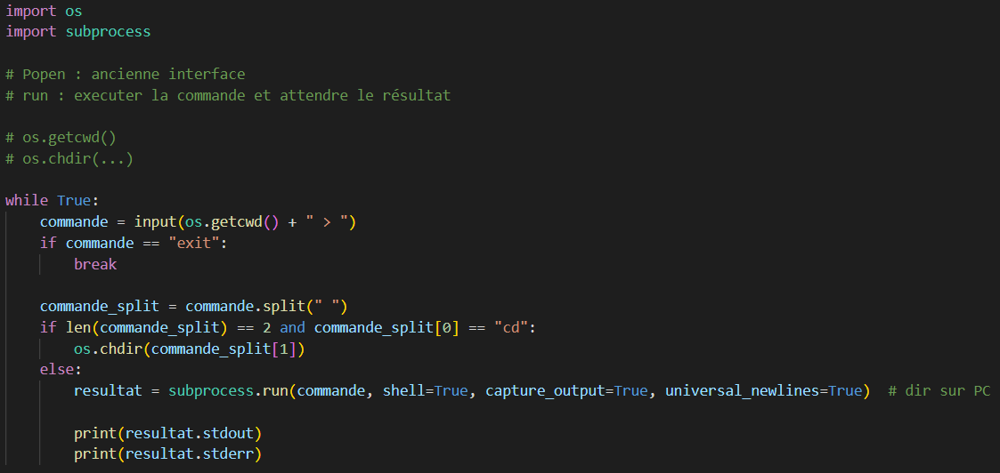 import os
import subprocess
# Popen : ancienne interface
# run : executer la commande et attendre le résultat
# os.getcwd()
# os.chdir(...)
while True:
    commande = input(os.getcwd() + " > ")
    if commande == "exit":
        break
    commande_split = commande.split(" ")
    if len(commande_split) == 2 and commande_split[0] == "cd":
        os.chdir(commande_split[1])
    else:
        resultat = subprocess.run(commande, shell=True, capture_output=True, universal_newlines=True)  # dir sur PC
        print(resultat.stdout)
        print(resultat.stderr)